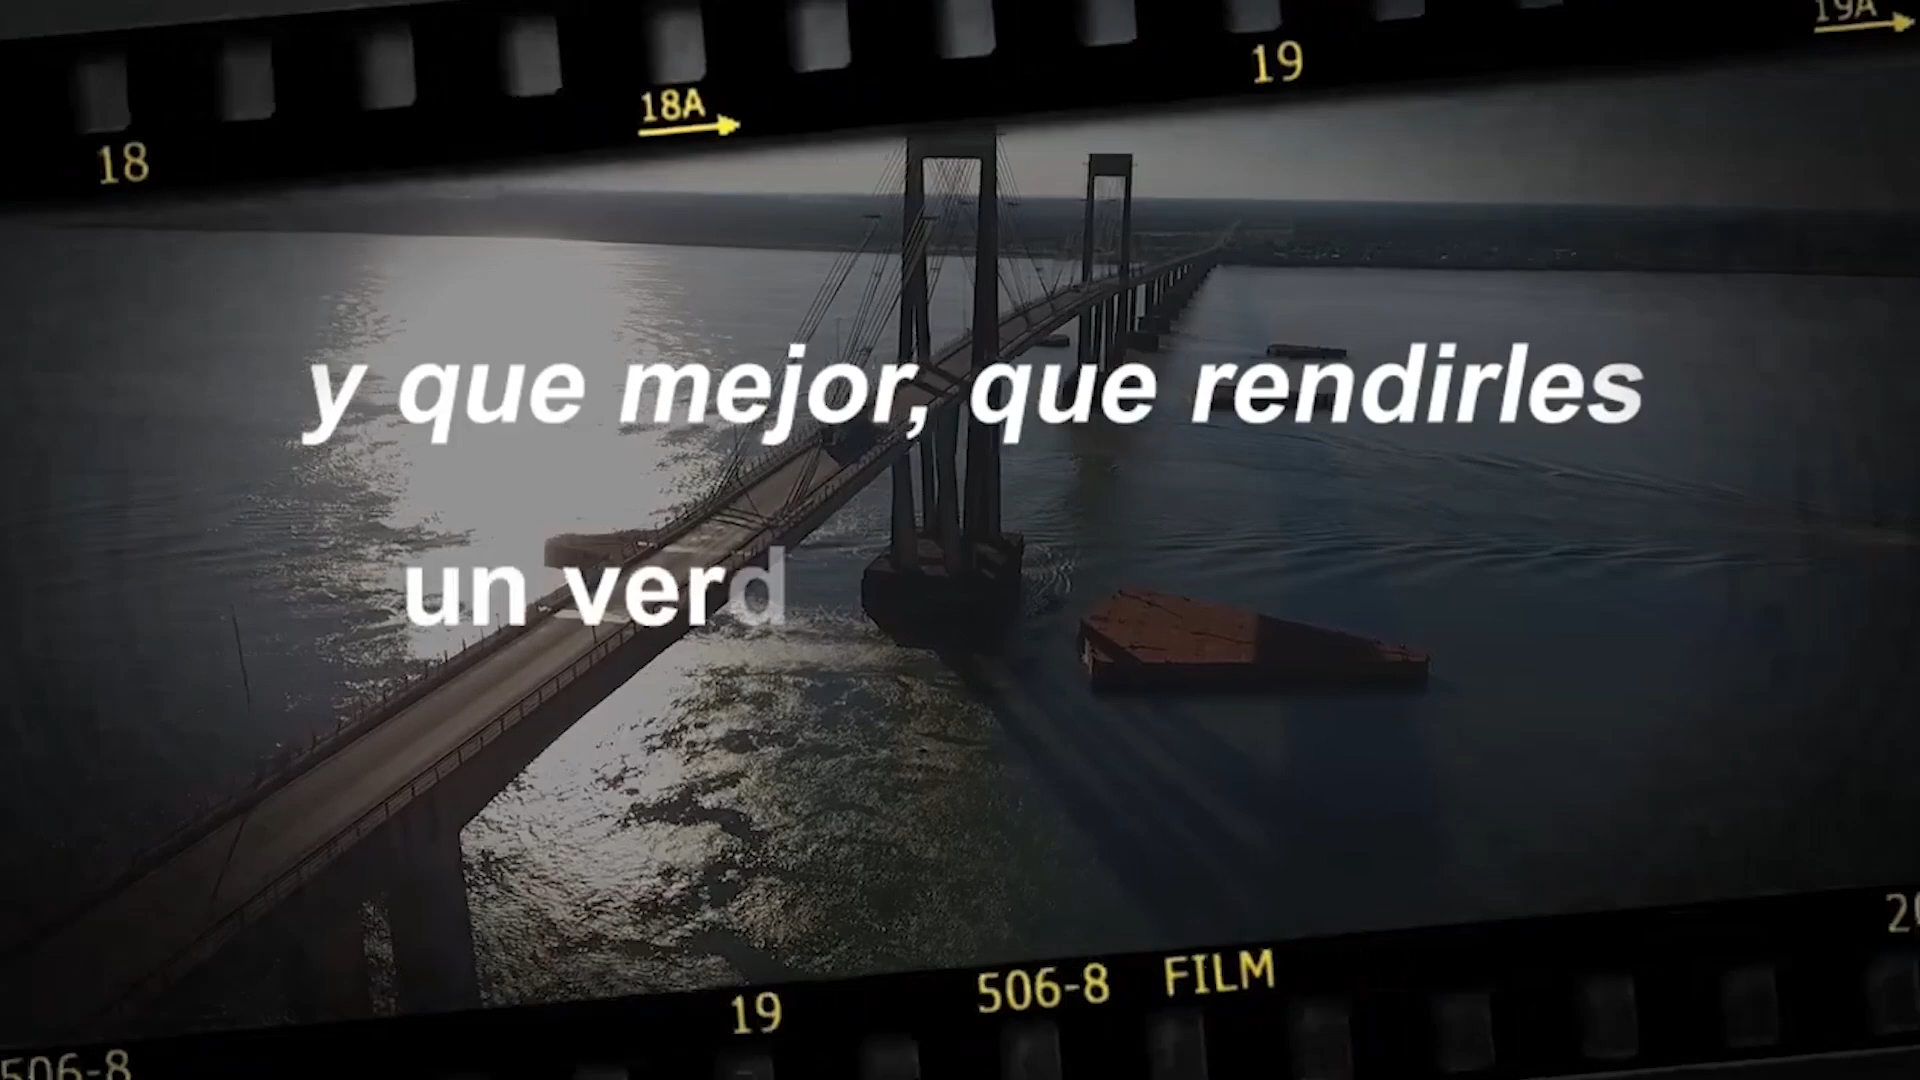 19A
19
18A
18
y que mejor, que rendirles
un verd
20
506-8 FILM
19
506-8